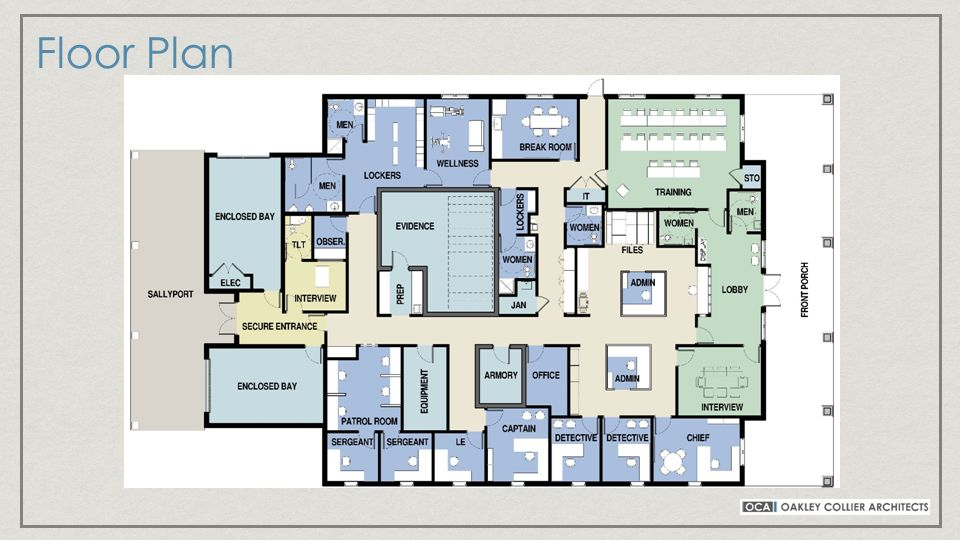 Floor Plan
MEN
BREAK ROOM
WELLNESS
LOCKERS
MEN
TRAINING
STO
IT
ENCLOSED BAY
EVIDENCE
LOCKERS
WOMEN
WOMEN
MEN
TLT
OBSER.
FILES
DISPLAY
WOMEN
ELEC
PREP
ADMIN
LOBBY
FRONT PORCH
SALLYPORT
INTERVIEW
JAN
SECURE ENTRANCE
ENCLOSED BAY
EQUIPMENT
ARMORY
OFFICE
ADMIN
INTERVIEW
PATROL ROOM
CAPTAIN
SERGEANT
SERGEANT
LE
DETECTIVE
DETECTIVE
CHIEF
OCA OAKLEY COLLIER ARCHITECTS